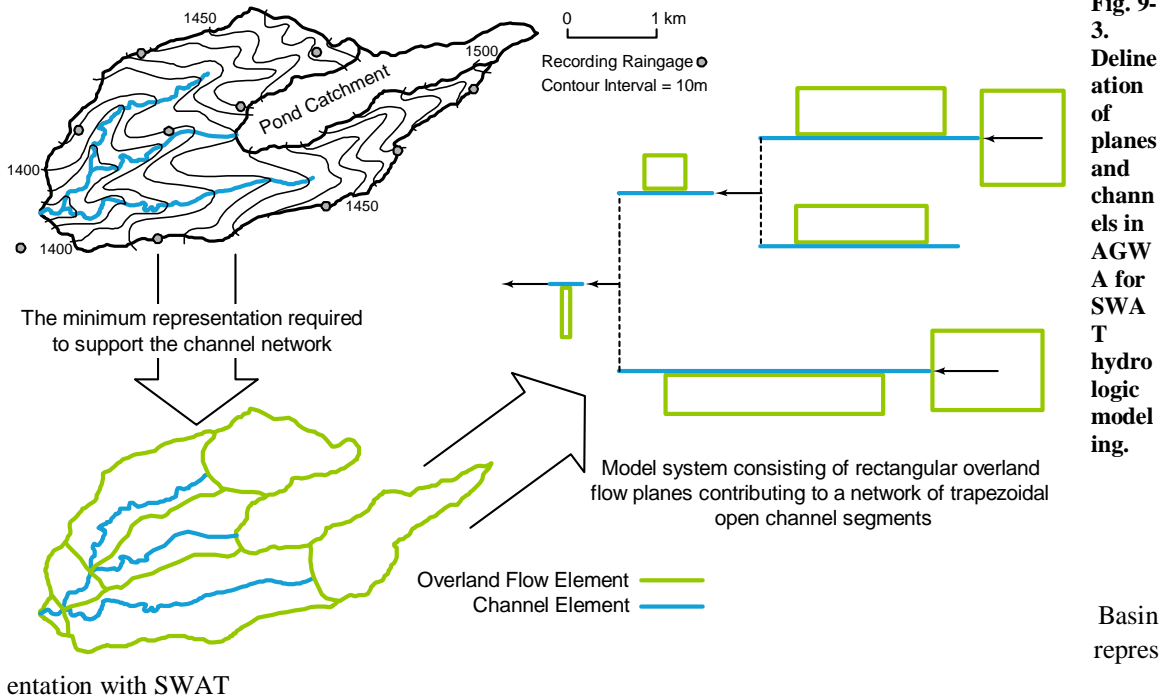 1450
0
1 km
1500
Recording Raingage
Contour Interval = 10m
Pond Catchment
1400
1450
1400
The minimum representation required
to support the channel network
Model system consisting of rectangular overland
flow planes contributing to a network of trapezoidal
open channel segments
Overland Flow Element
Channel Element
Fig. 9-
3.
Deline
ation
of
planes
and
chann
els in
AGW
A for
SWA
T
hydro
logic
model
ing.
Basin
repres
entation with SWAT